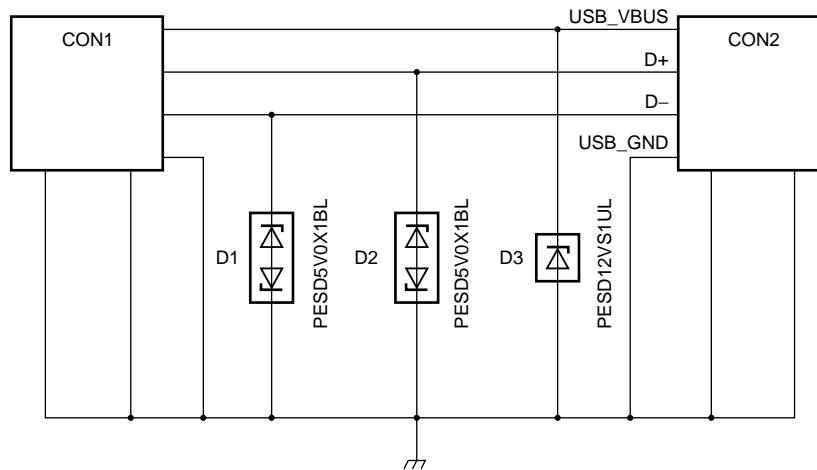 USB_VBUS
CON1
CON2
D+
D−
USB_GND
D1
PESD5V0X1BL
D2
PESD5V0X1BL
D3
PESD12VS1UL